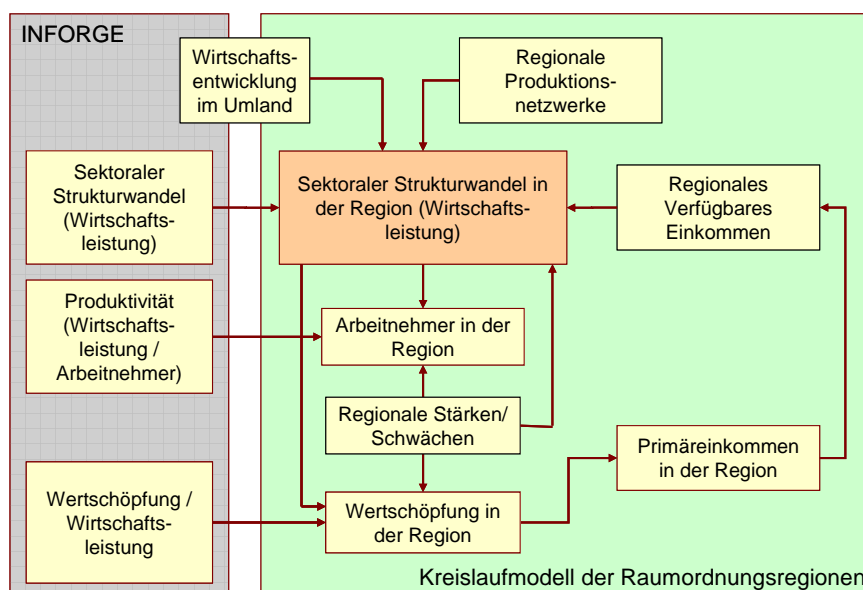 INFORGE
Wirtschafts-
entwicklung
im Umland
Regionale
Produktions-
netzwerke
Sektoraler
Strukturwandel
(Wirtschafts-
leistung)
Sektoraler Strukturwandel in
der Region (Wirtschafts-
leistung)
Regionales
Verfügbares
Einkommen
Produktivität
(Wirtschafts-
leistung /
Arbeitnehmer)
Arbeitnehmer in der
Region
Regionale Stärken/
Schwächen
Primäreinkommen
in der Region
Wertschöpfung /
Wirtschafts-
leistung
Wertschöpfung in
der Region
Kreislaufmodell der Raumordnungsregionen